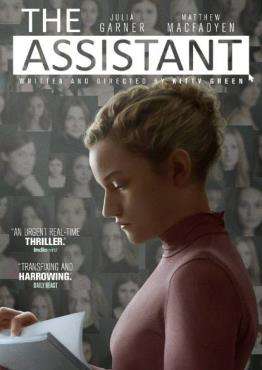 THE
JULIA MATTHEW
GARNER MACFADYEN
ASSISTANT
WRITTEN AND DIRECTED BY KITTY GREEN
"AN URGENT REAL-TIME
THRILLER."
IndieWire
"TRANSFIXING AND
HARROWING.
DAILY BEAST